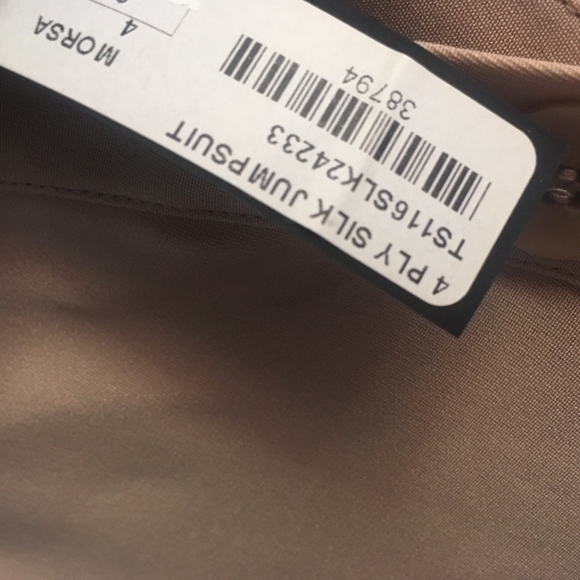 4 PLY SILK JUMPSUIT
TS116SLK24233
38794
MORSA
4